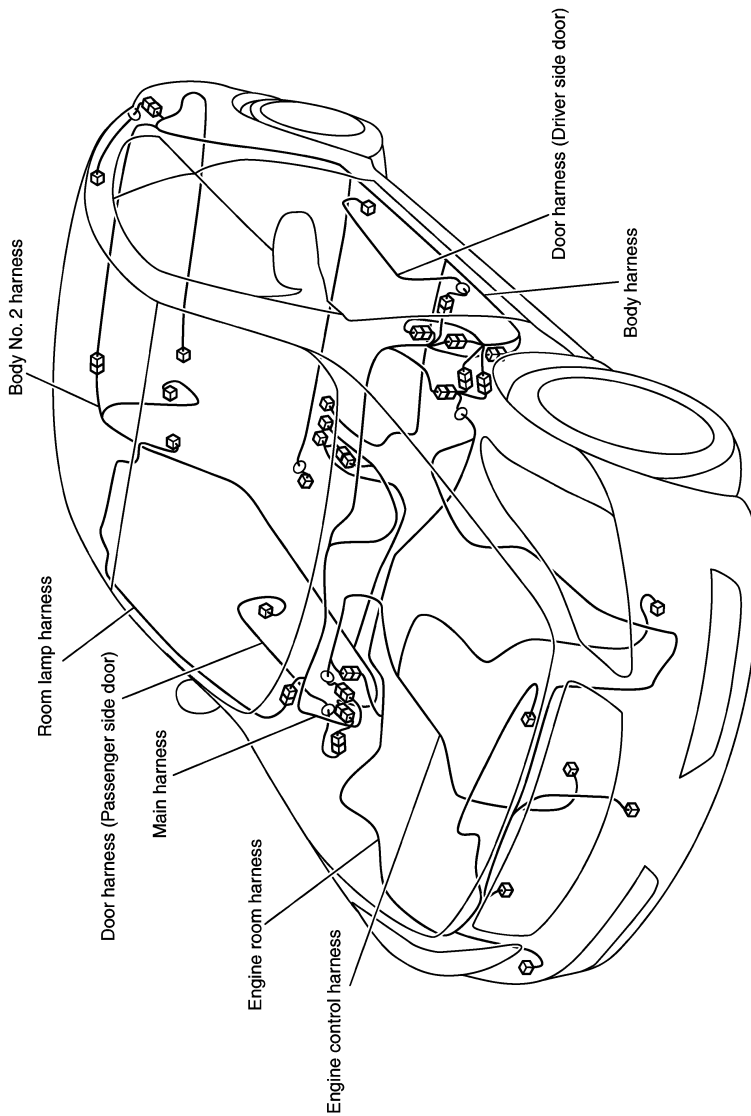 Body No. 2 harness
Room lamp harness
Door harness (Passenger side door)
Main harness
Engine room harness
Engine control harness
Door harness (Driver side door)
Body harness